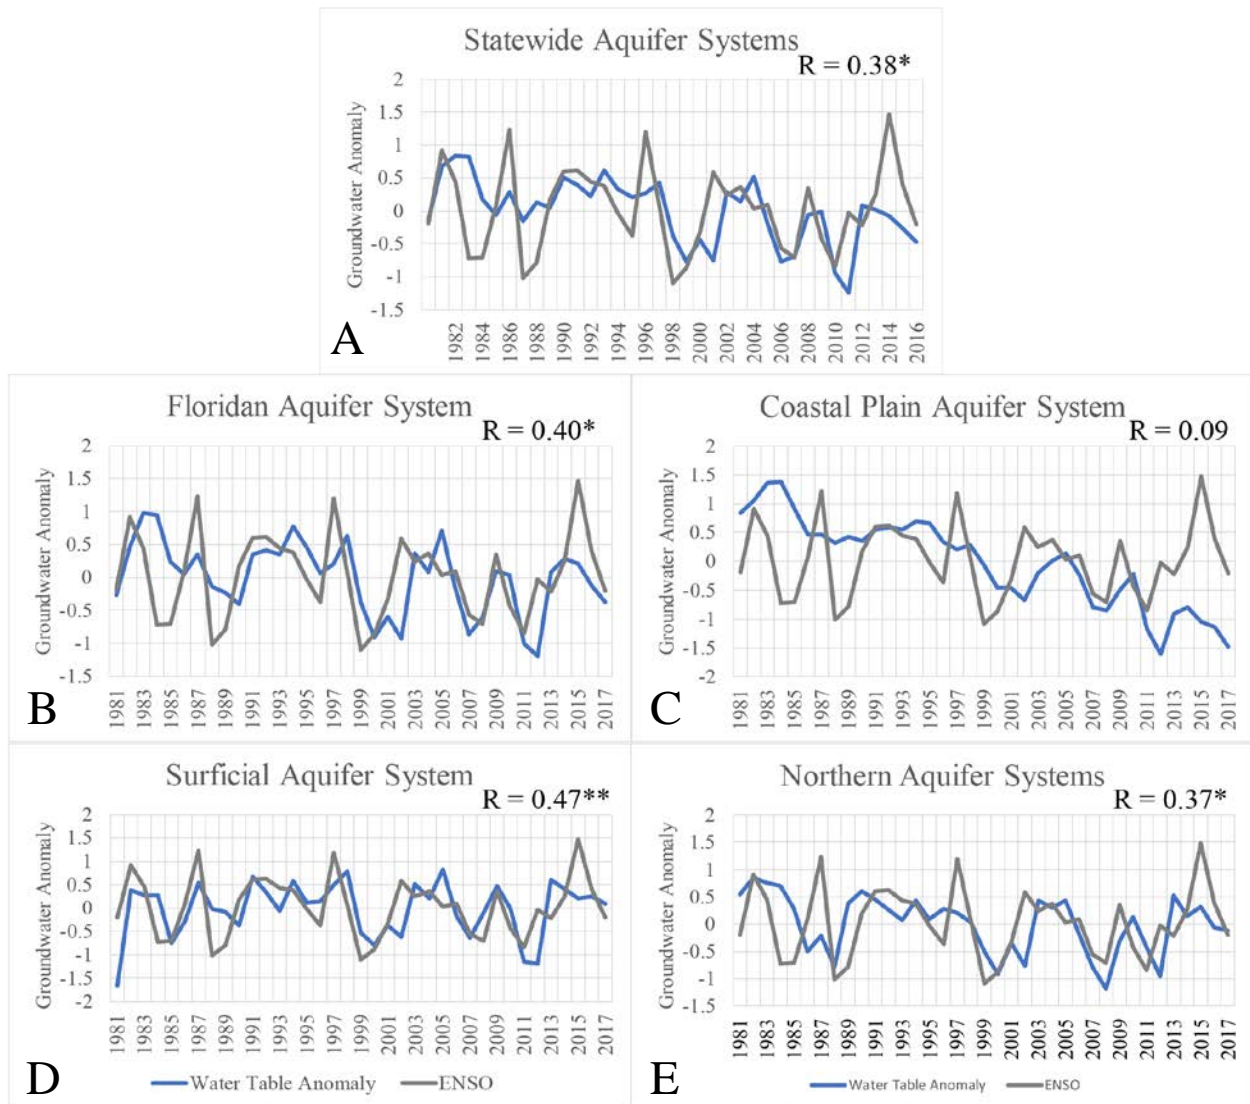 Statewide Aquifer Systems
R = 0.38*
Groundwater Anomaly
2
1.5
1
0.5
0
-0.5
-1
-1.5
1982 1984 1986 1988 1990 1992 1994 1996 1998 2000 2002 2004 2006 2008 2010 2012 2014 2016
A
Floridan Aquifer System
R = 0.40*
Groundwater Anomaly
2
1.5
1
0.5
0
-0.5
-1
-1.5
1981 1983 1985 1987 1989 1991 1993 1995 1997 1999 2001 2003 2005 2007 2009 2011 2013 2015 2017
B
Coastal Plain Aquifer System
R = 0.09
Groundwater Anomaly
2
1.5
1
0.5
0
-0.5
-1
-1.5
-2
1981 1983 1985 1987 1989 1991 1993 1995 1997 1999 2001 2003 2005 2007 2009 2011 2013 2015 2017
C
Surficial Aquifer System
R = 0.47**
Groundwater Anomaly
2
1.5
1
0.5
0
-0.5
-1
-1.5
-2
1981 1983 1985 1987 1989 1991 1993 1995 1997 1999 2001 2003 2005 2007 2009 2011 2013 2015 2017
D
Water Table Anomaly ENSO
Northern Aquifer Systems
R = 0.37*
Groundwater Anomaly
2
1.5
1
0.5
0
-0.5
-1
-1.5
1981 1983 1985 1987 1989 1991 1993 1995 1997 1999 2001 2003 2005 2007 2009 2011 2013 2015 2017
E
Water Table Anomaly ENSO